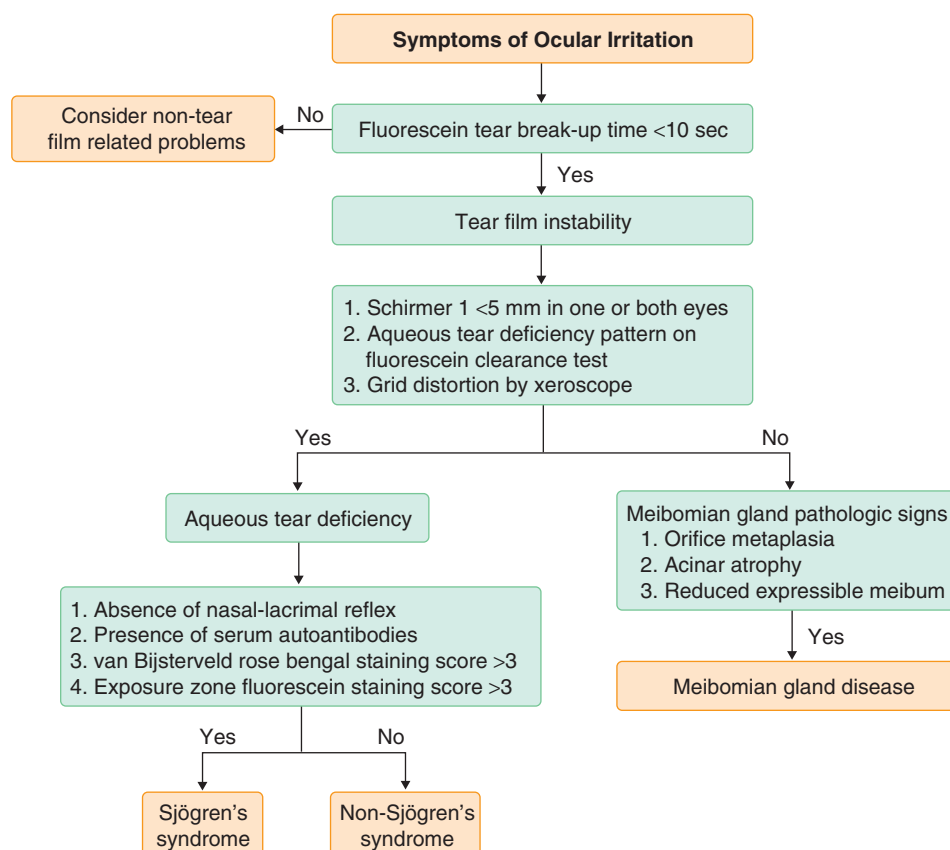 Symptoms of Ocular Irritation
Consider non-tear
film related problems
No
Fluorescein tear break-up time <10 sec
Yes
Tear film instability
1. Schirmer 1 <5 mm in one or both eyes
2. Aqueous tear deficiency pattern on
fluorescein clearance test
3. Grid distortion by xeroscope
Yes
No
Aqueous tear deficiency
Meibomian gland pathologic signs
1. Orifice metaplasia
2. Acinar atrophy
3. Reduced expressible meibum
1. Absence of nasal-lacrimal reflex
2. Presence of serum autoantibodies
3. van Bijsterveld rose bengal staining score >3
4. Exposure zone fluorescein staining score >3
Yes
Meibomian gland disease
Yes
No
Sjögren's
syndrome
Non-Sjögren's
syndrome